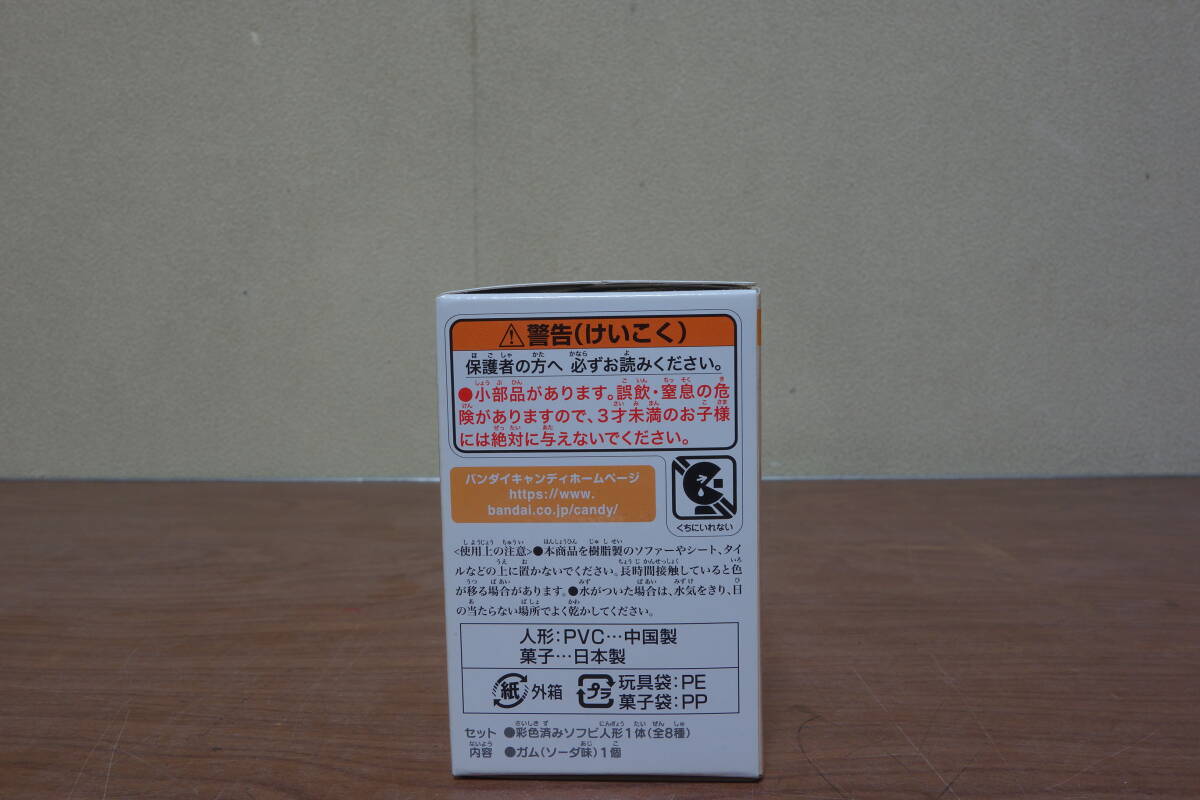 ⚠警告(けいこく)
保護者の方へ 必ずお読みください。
●小部品があります。誤飲・窒息の危
険がありますので、3才未満のお子様
には絶対に与えないでください。
バンダイキャンディホームページ
https://www.
bandai.co.jp/candy/
くちにいれない
<使用上の注意>●本商品を樹脂製のソファーやシート、タイ
ルなどの上に置かないでください。長時間接触していると色
が移る場合があります。●水がついた場合は、水気をきり、日
の当たらない場所でよく乾かしてください。
人形:PVC…中国製
菓子…日本製
紙 外箱
プラ 玩具袋:PE
菓子袋:PP
セット内容 ●彩色済みソフビ人形1体(全8種)
●ガム(ソーダ味)1個